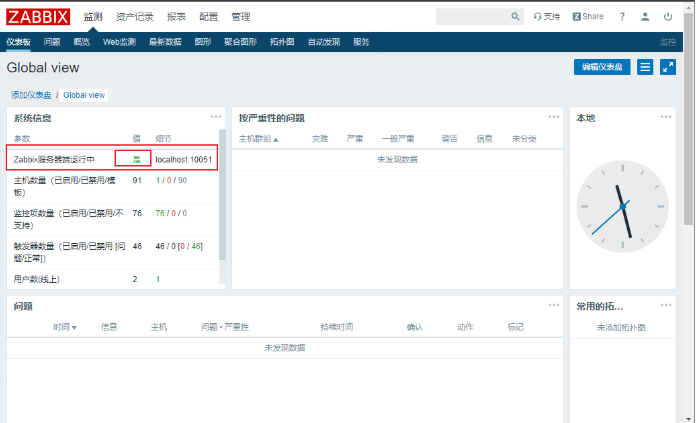 ZABBIX 监测 资产记录 报表 配置 管理 支持 Z Share ?
仪表板 问题 概览 Web监测 最新数据 图形 聚合图形 拓扑图 自动发现 服务 监控
Global view 编辑仪表盘
添加仪表盘 / Global view
系统信息
参数 值 细节
Zabbix服务器端运行中 是 localhost:10051
主机数量（已启用/已禁用/模
板） 91 1 / 0 / 90
监控项数量（已启用/已禁用/不
支持） 76 76 / 0 / 0
触发器数量（已启用/已禁用 [问
题/正常]） 46 46 / 0 [0 / 46]
用户数(线上) 2 1
按严重性的问题
主机群组 灾难 严重 一般严重 警告 信息 未分类
未发现数据
本地
问题
时间 信息 主机 问题 • 严重性 持续时间 确认 动作 标记
未发现数据
常用的拓...
未添加拓扑图.